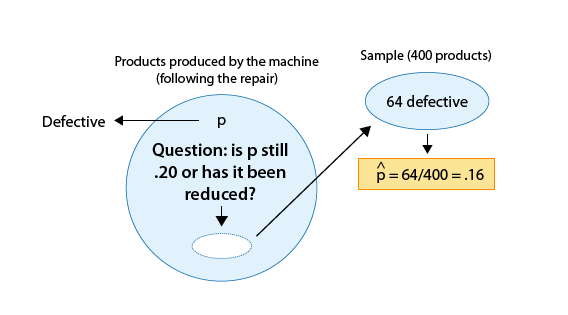 Products produced by the machine
(following the repair)
Defective
p
Question: is p still
.20 or has it been
reduced?
Sample (400 products)
64 defective
p̂ = 64/400 = .16